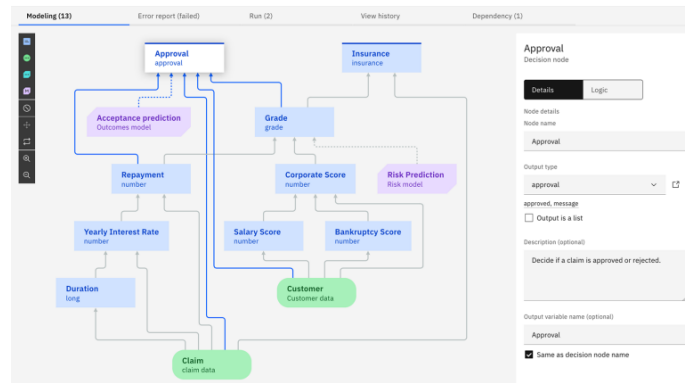 Modeling (13)
Error report (failed)
Run (2)
View history
Dependency (1)
Approval
approval
Insurance
insurance
Acceptance prediction
Outcomes model
Grade
grade
Repayment
number
Corporate Score
number
Risk Prediction
Risk model
Yearly Interest Rate
number
Salary Score
number
Bankruptcy Score
number
Duration
long
Customer
Customer data
Claim
claim data
Approval
Decision node
Details
Logic
Node details
Node name
Approval
Output type
approval
approved, message
Output is a list
Description (optional)
Decide if a claim is approved or rejected.
Output variable name (optional)
Approval
Same as decision node name